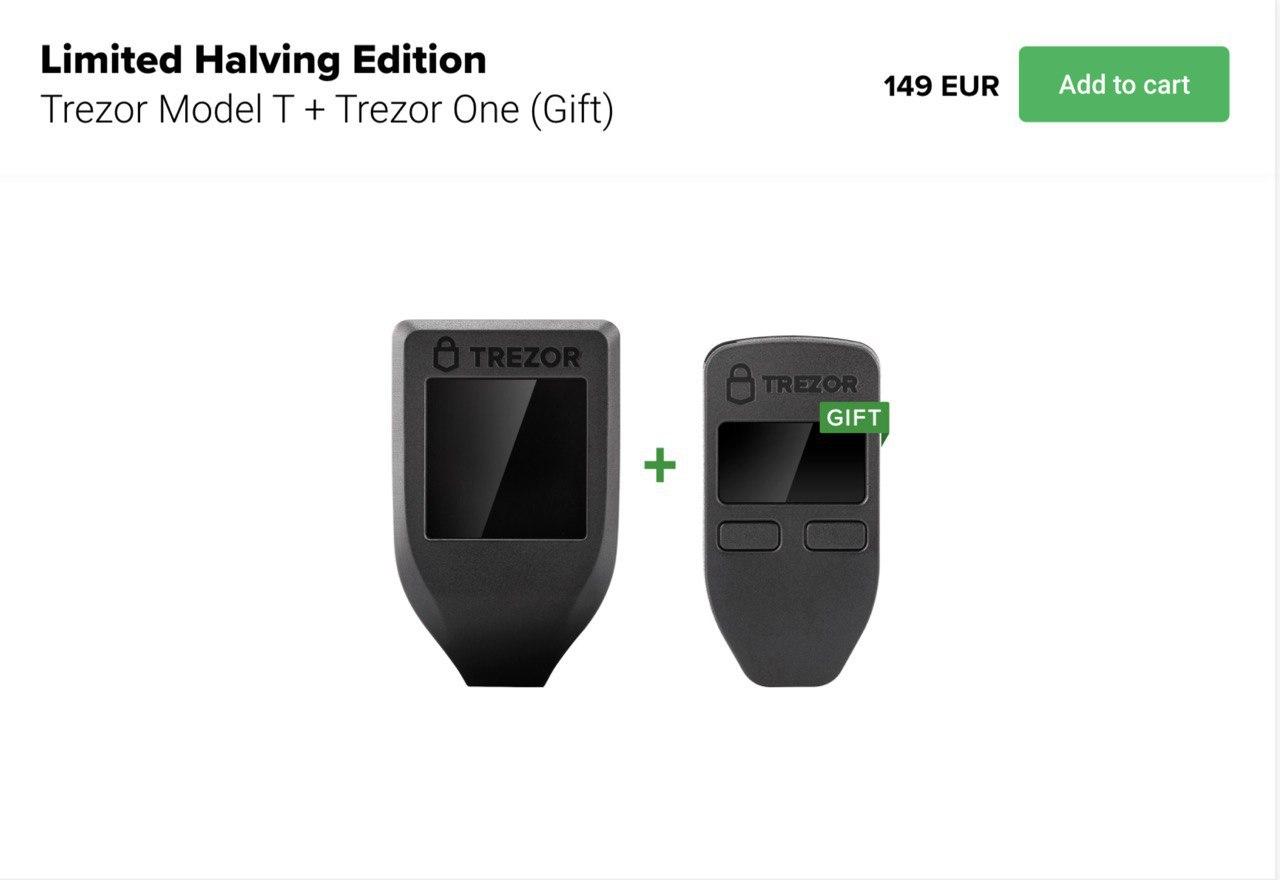 Limited Halving Edition
Trezor Model T + Trezor One (Gift)
149 EUR
Add to cart
TREZOR
+
TREZOR
GIFT